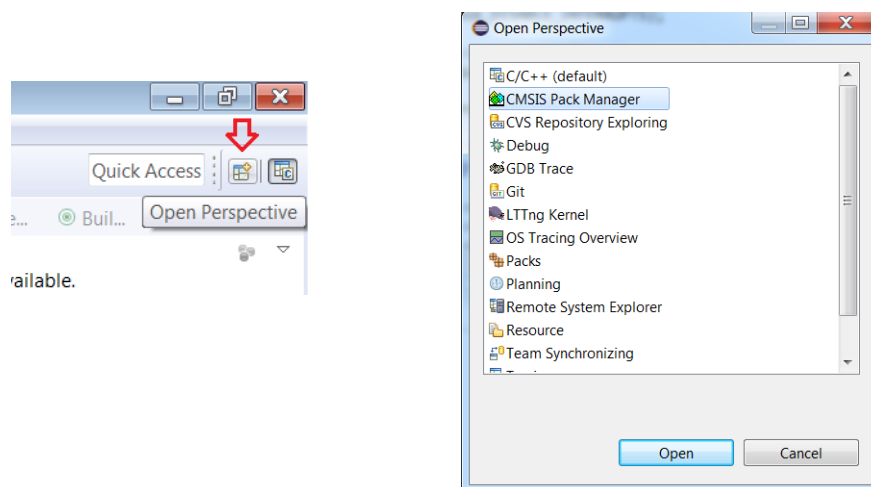 Quick Access
e...
Buil...
Open Perspective
vailable.
Open Perspective
C/C++ (default)
CMSIS Pack Manager
CVS Repository Exploring
Debug
GDB Trace
Git
LTTng Kernel
OS Tracing Overview
Packs
Planning
Remote System Explorer
Resource
Team Synchronizing
Open
Cancel